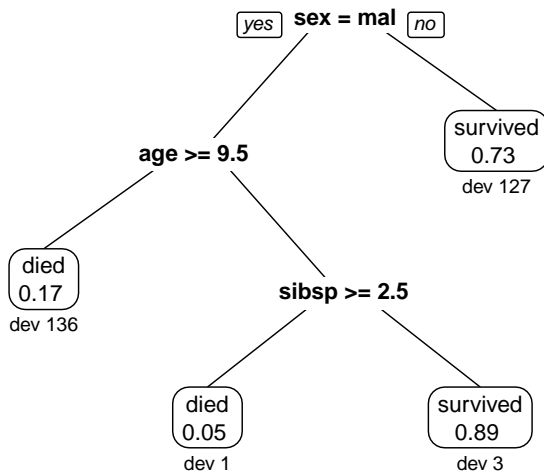 yes sex = mal no
survived
0.73
dev 127
age >= 9.5
died
0.17
dev 136
sibsp >= 2.5
died
0.05
dev 1
survived
0.89
dev 3